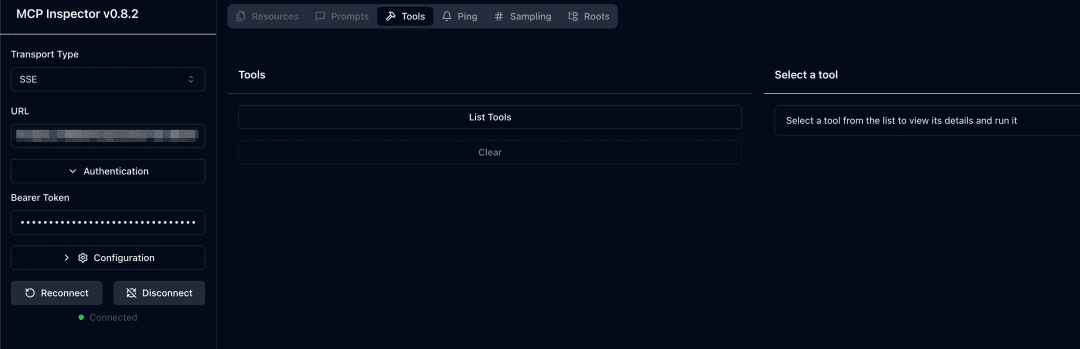 MCP Inspector v0.8.2
Transport Type
SSE
URL
Authentication
Bearer Token
••••••••••••••••••••••••••••••
Configuration
Reconnect Disconnect
Connected
Resources Prompts Tools Ping Sampling Roots
Tools
List Tools
Clear
Select a tool
Select a tool from the list to view its details and run it